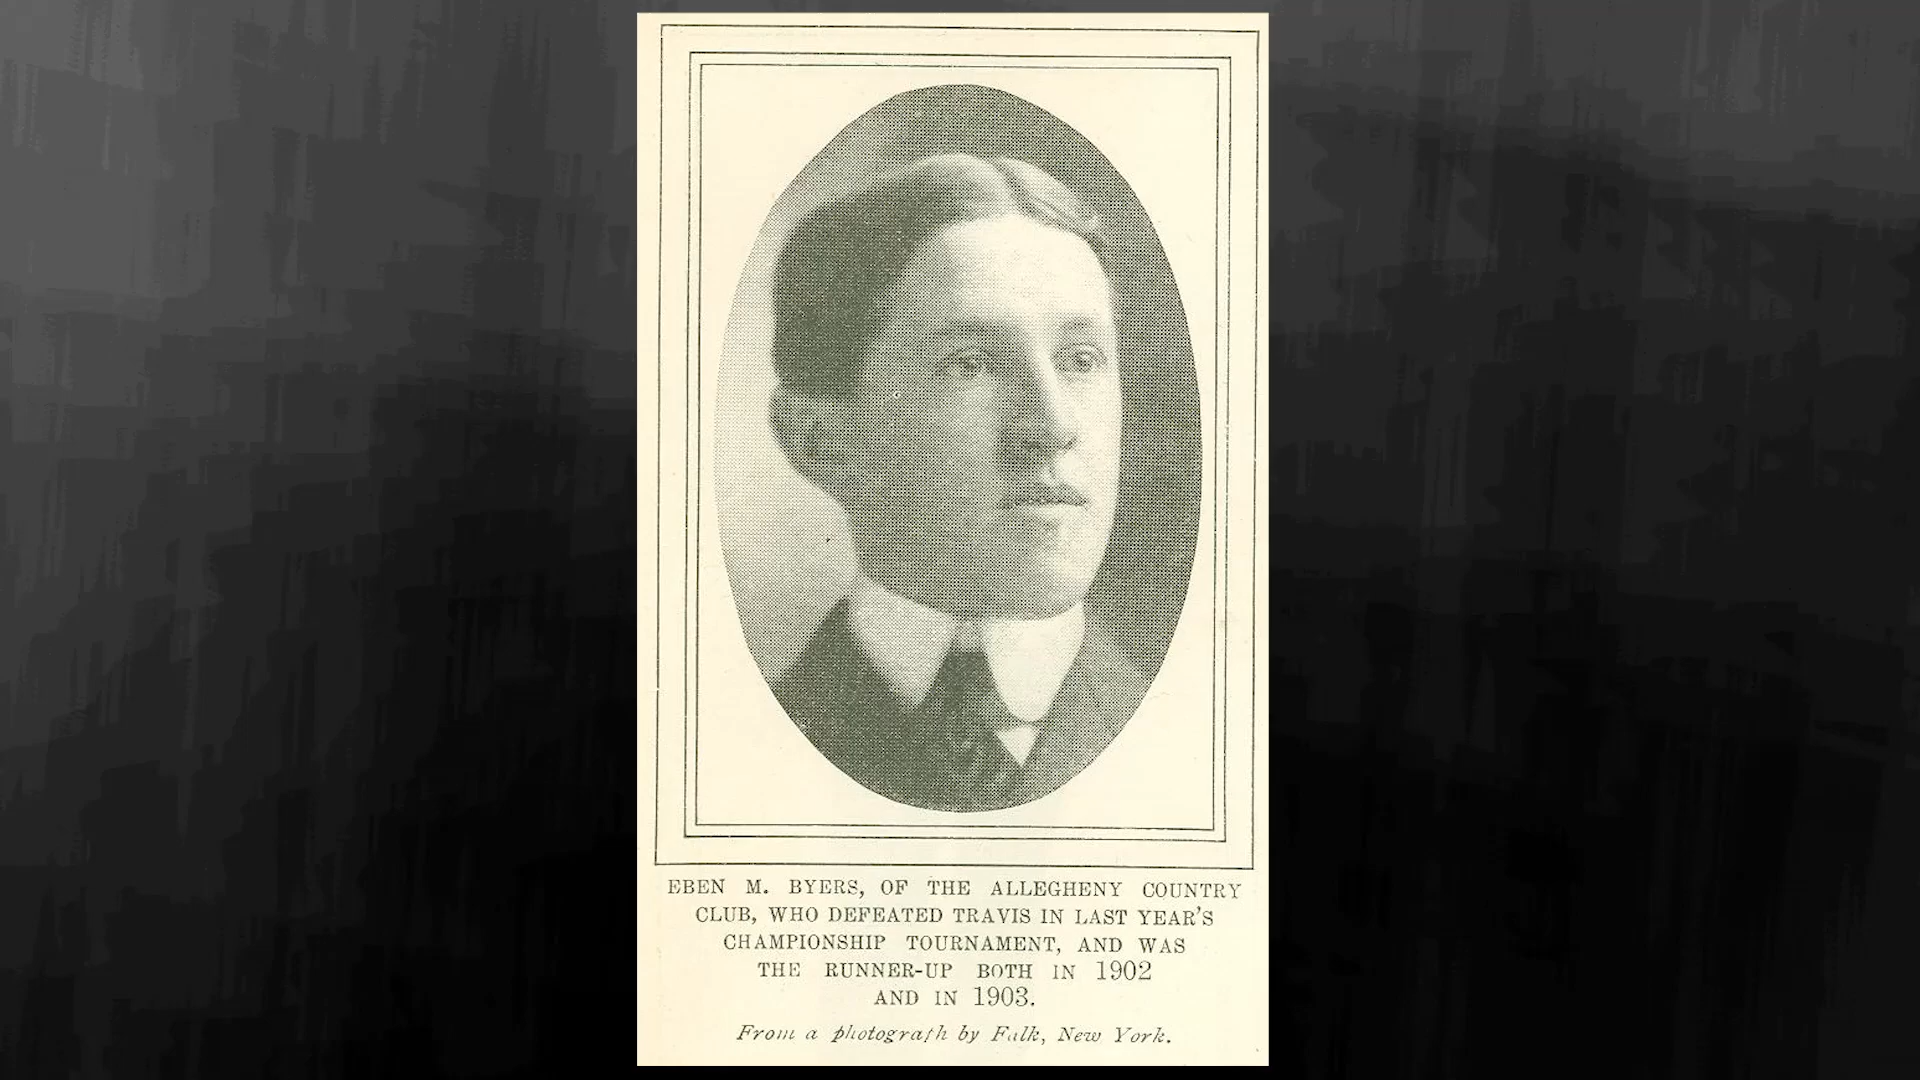 EBEN M. BYERS, OF THE ALLEGHENY COUNTRY
CLUB, WHO DEFEATED TRAVIS IN LAST YEAR'S
CHAMPIONSHIP TOURNAMENT, AND WAS
THE RUNNER-UP BOTH IN 1902
AND IN 1903.
From a photograph by Falk, New York.